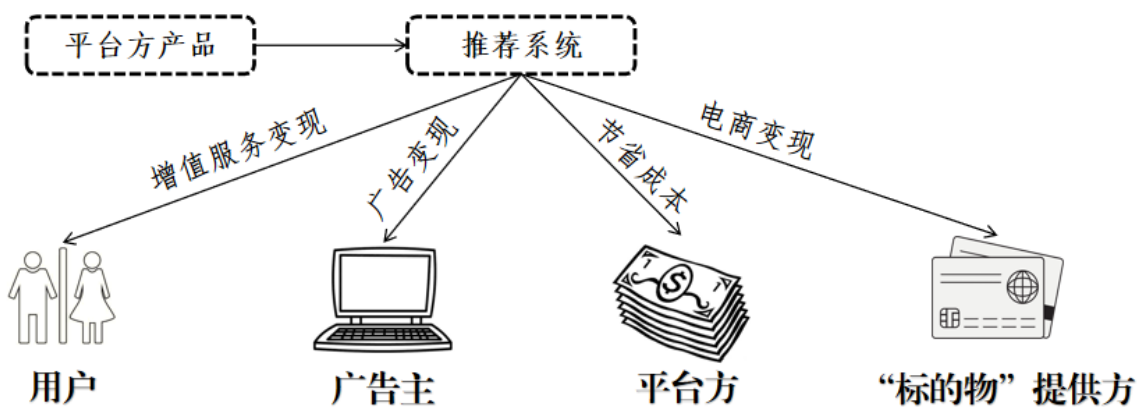 平台方产品
推荐系统
增值服务变现
广告变现
节省成本
电商变现
1
$
1
用户
广告主
平台方
“标的物”提供方